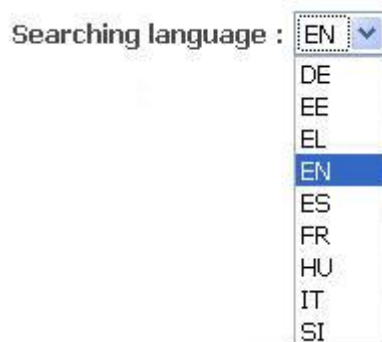 Searching language : EN
DE
EE
EL
EN
ES
FR
HU
IT
SI